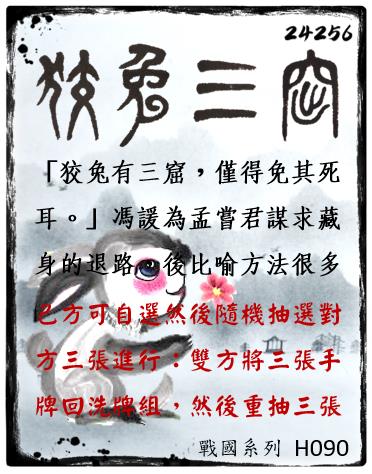 24256
狡兔三窟
「狡兔有三窟，僅得免其死
耳。」馮諼為孟嘗君謀求藏
身的退路。後比喻方法很多
己方可自選然後隨機抽選對
方三張進行：雙方將三張手
牌回洗牌組，然後重抽三張
戰國系列 H090